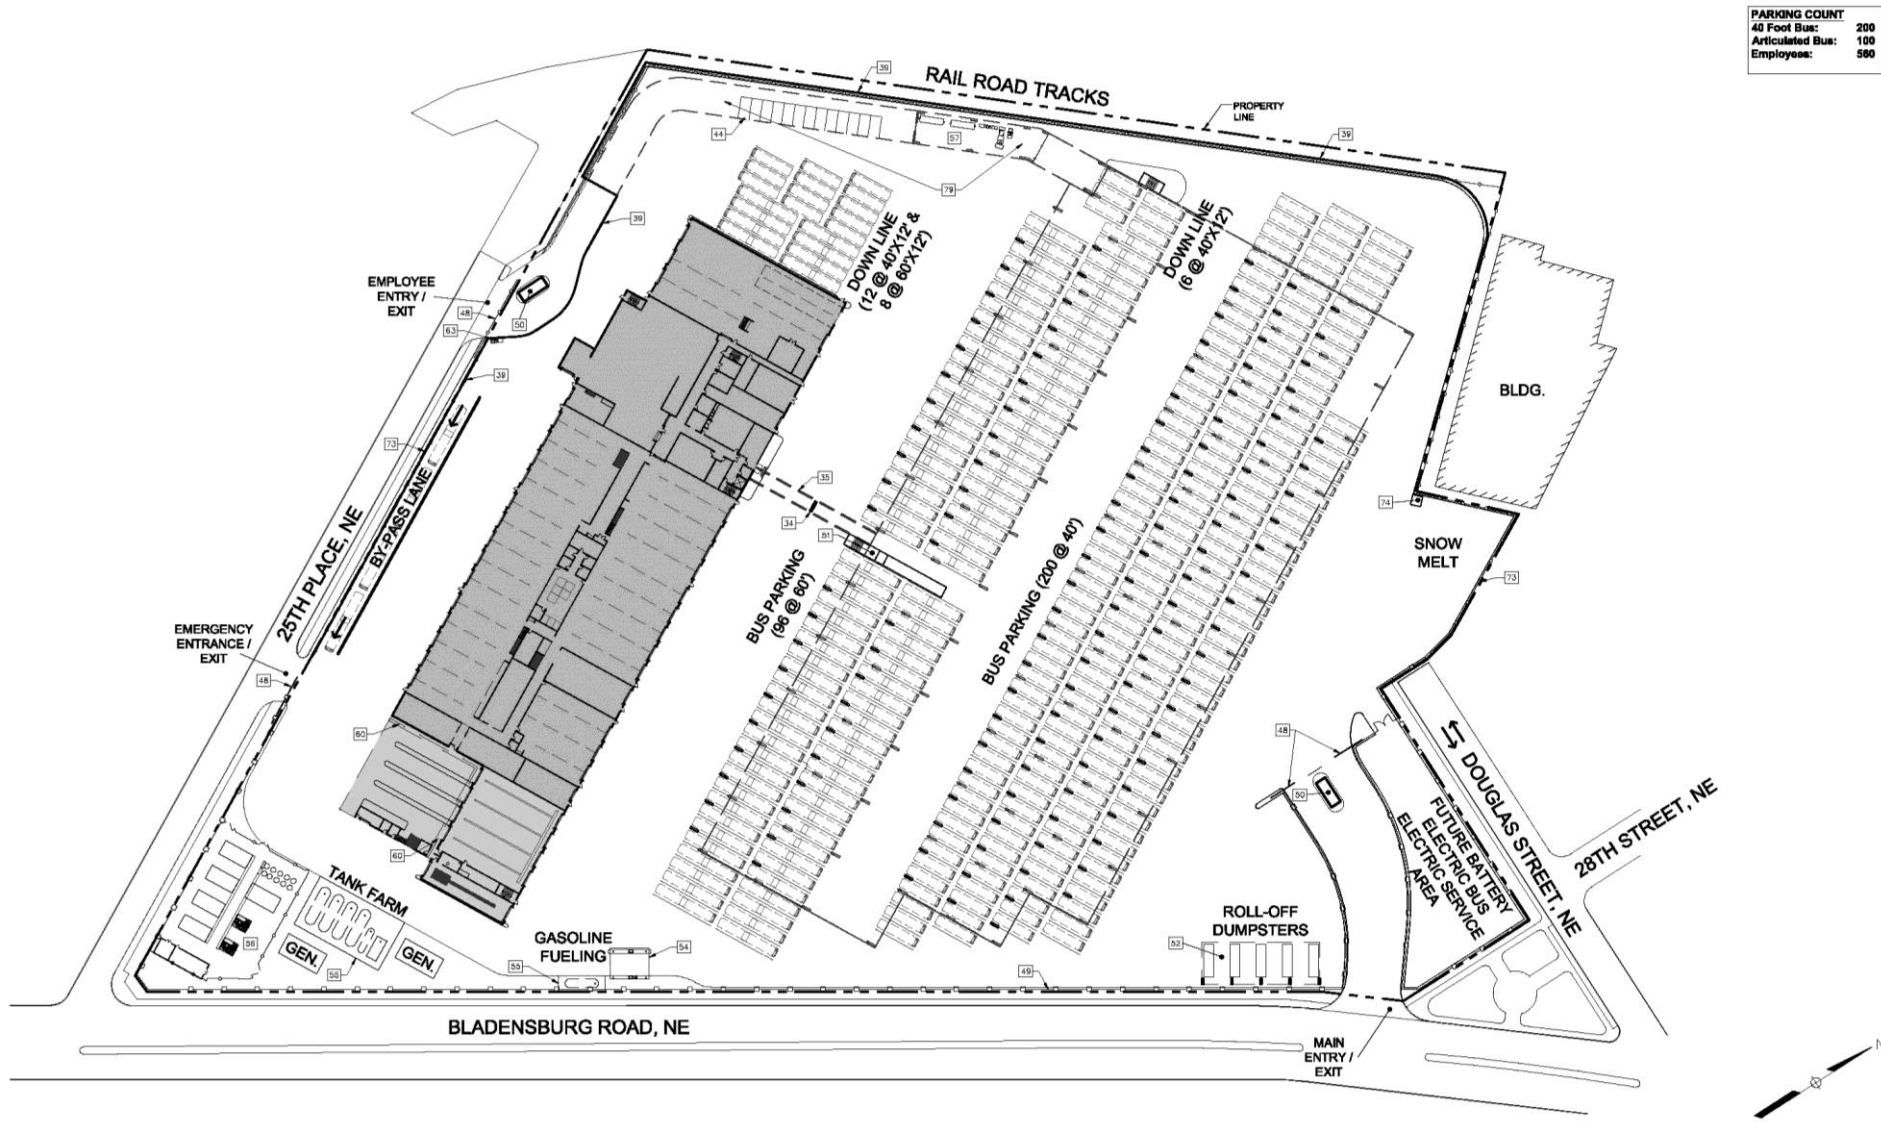 PARKING COUNT
40 Foot Bus: 200
Articulated Bus: 100
Employees: 560
RAIL ROAD TRACKS
PROPERTY
LINE
39
39
44
57
79
39
DOWN LINE
(12 @ 40'X12' &
8 @ 60'X12')
DOWN LINE
(6 @ 40'X12')
EMPLOYEE
ENTRY /
EXIT
48
63
50
39
BLDG.
73
BY-PASS LANE
25TH PLACE, NE
35
34
51
74
SNOW
MELT
73
BUS PARKING
(96 @ 60')
BUS PARKING (200 @ 40')
EMERGENCY
ENTRANCE /
EXIT
48
60
48
50
DOUGLAS STREET, NE
28TH STREET, NE
FUTURE BATTERY
ELECTRIC BUS
ELECTRIC SERVICE
AREA
60
TANK FARM
56
GEN.
GEN.
GASOLINE
FUELING
54
55
ROLL-OFF
DUMPSTERS
52
49
BLADENSBURG ROAD, NE
MAIN
ENTRY /
EXIT
N